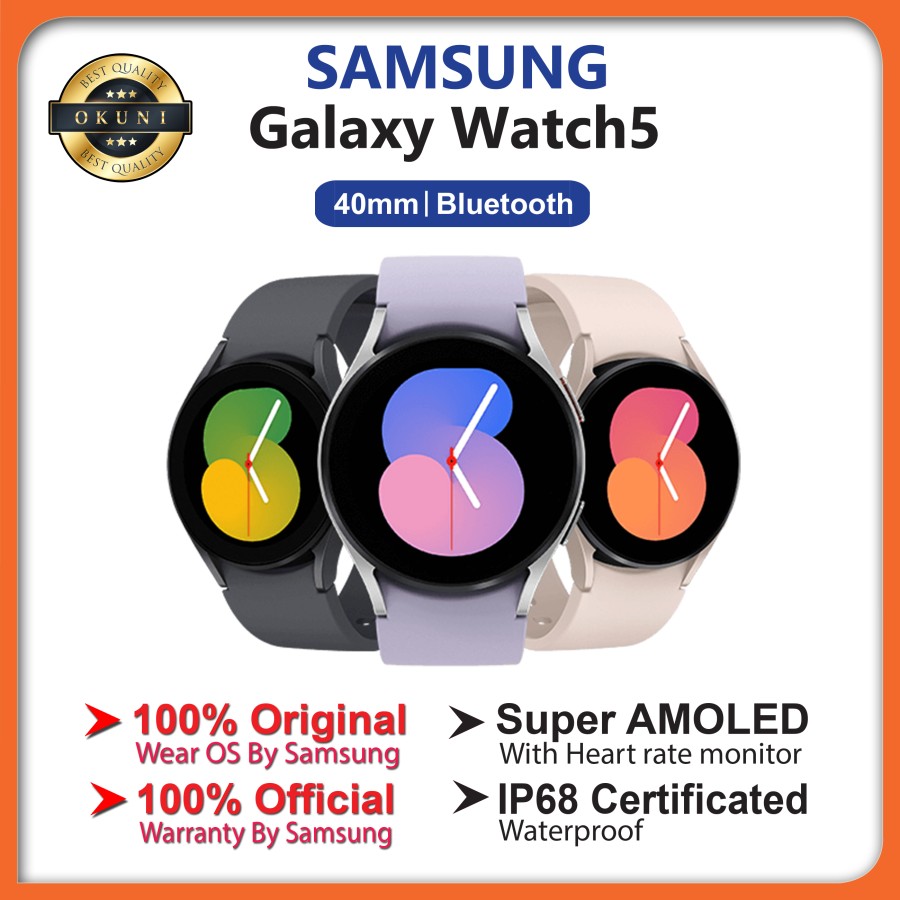 BEST QUALITY
OKUNI
BEST QUALITY
SAMSUNG
Galaxy Watch5
40mm | Bluetooth
100% Original
Wear OS By Samsung
100% Official
Warranty By Samsung
Super AMOLED
With Heart rate monitor
IP68 Certificated
Waterproof